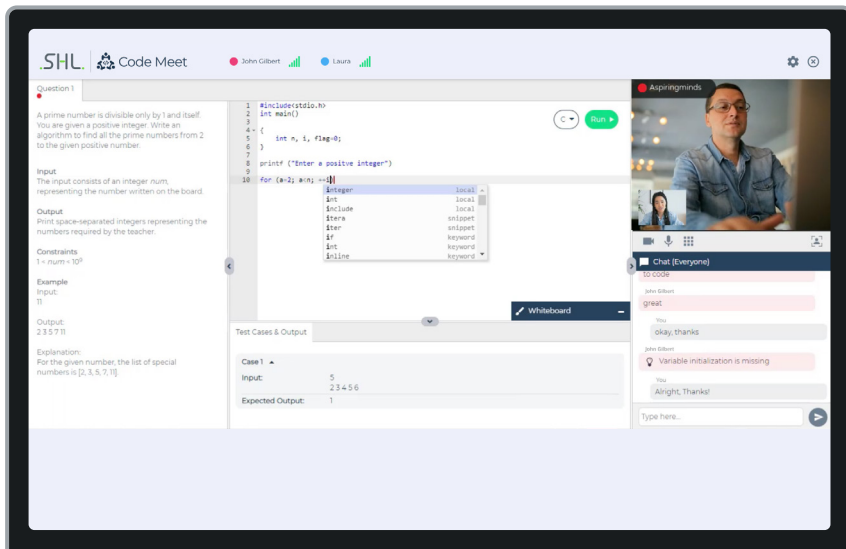 .SHL. Code Meet John Gilbert Laura
Question 1
A prime number is divisible only by 1 and itself.
You are given a positive integer. Write an
algorithm to find all the prime numbers from 2
to the given positive number.
Input
The input consists of an integer num,
representing the number written on the board.
Output
Print space-separated integers representing the
numbers required by the teacher.
Constraints
1 < num < 10⁹
Example
Input:
11
Output:
2 3 5 7 11
Explanation:
For the given number, the list of special
numbers is [2, 3, 5, 7, 11].
1 #include<stdio.h>
2 int main()
3
4 {
5 int n, i, flag=0;
6 }
7
8 printf ("Enter a positve integer")
9
10 for (a=2; a<n; ++i)
integer local
int local
include local
itera snippet
iter snippet
if keyword
int keyword
inline keyword
C
Run
Whiteboard
Test Cases & Output
Case 1
Input: 5
2 3 4 5 6
Expected Output: 1
Aspiringminds
Chat (Everyone)
to code
John Gilbert
great
You
okay, thanks
John Gilbert
Variable initialization is missing
You
Alright, Thanks!
Type here...